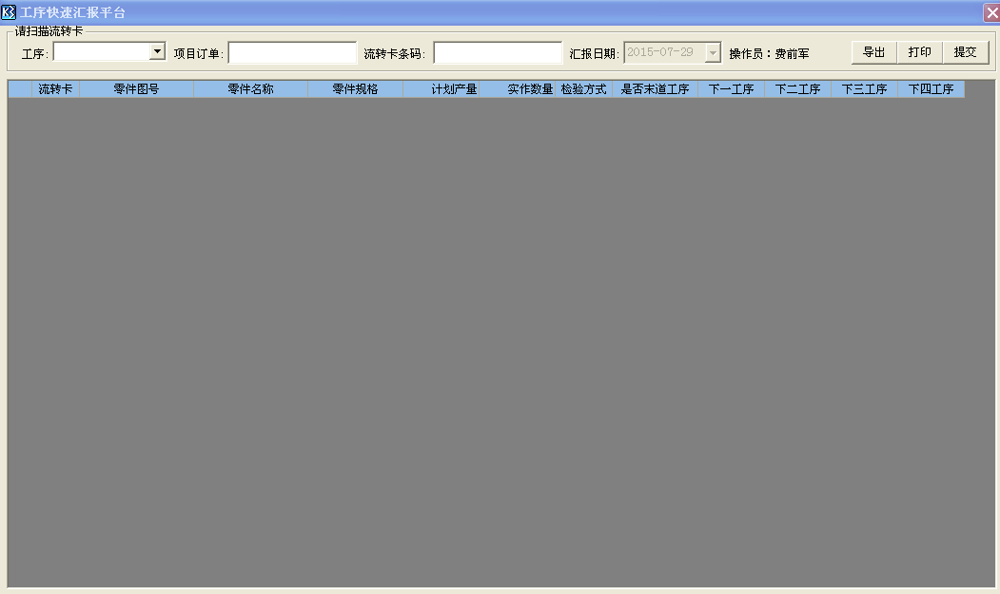 K3 工序快速汇报平台
请扫描流转卡
工序: 项目订单: 流转卡条码: 汇报日期: 2015-07-29 操作员：费前军 导出 打印 提交
流转卡 零件图号 零件名称 零件规格 计划产量 实作数量 检验方式 是否末道工序 下一工序 下二工序 下三工序 下四工序